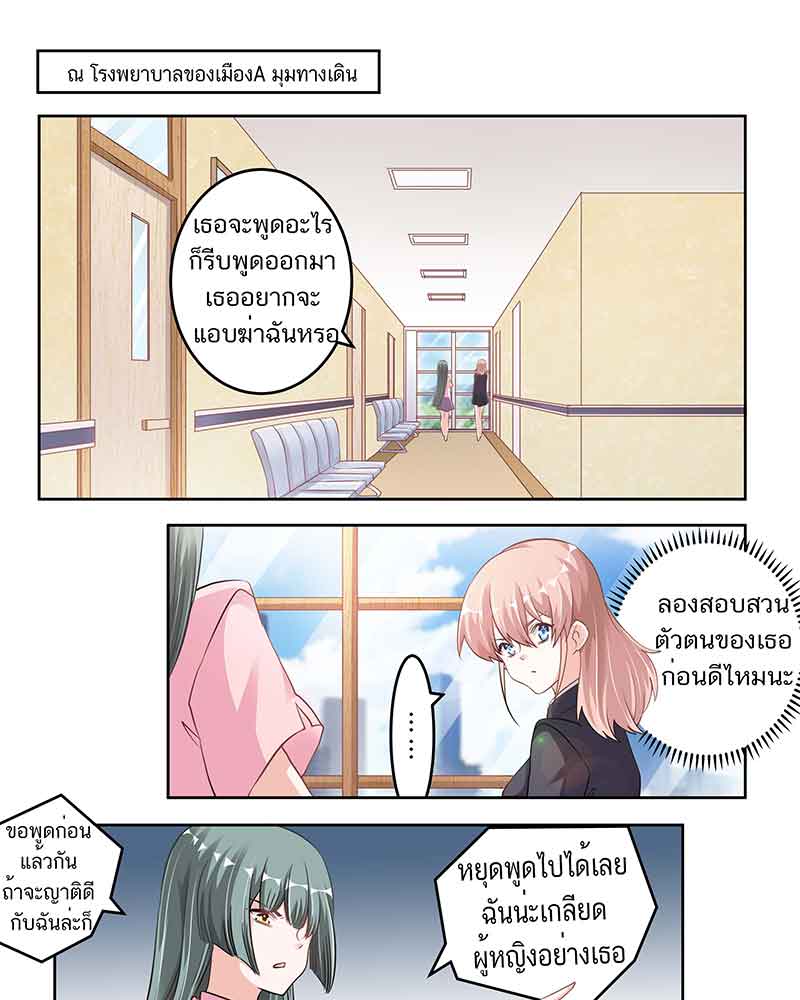 ณ โรงพยาบาลของเมืองA มุมทางเดิน
เธอจะพูดอะไร
ก็รีบพูดออกมา
เธออยากจะ
แอบฆ่าฉันหรอ
ลองสอบสวน
ตัวตนของเธอ
ก่อนดีไหมนะ
......
ขอพูดก่อน
แล้วกัน
ถ้าจะญาติดี
กับฉันล่ะก็
หยุดพูดไปได้เลย
ฉันน่ะเกลียด
ผู้หญิงอย่างเธอ